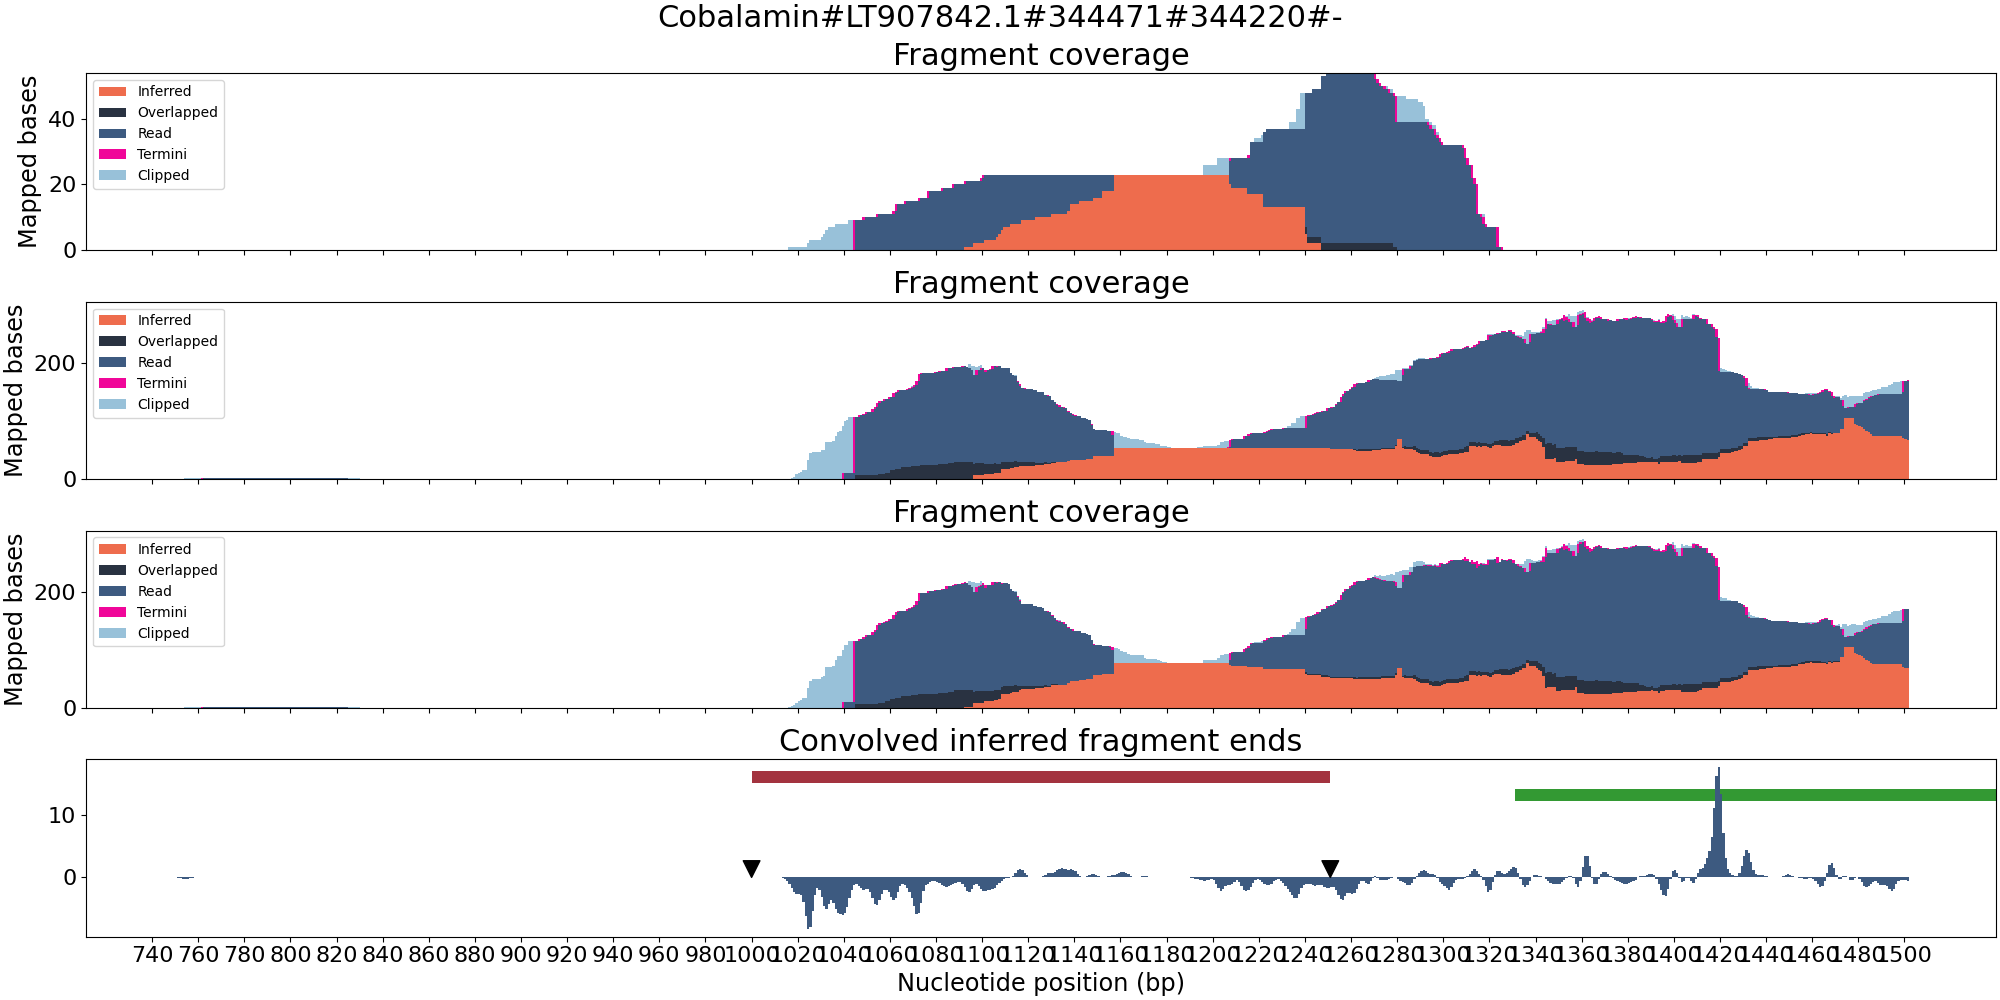 Cobalamin#LT907842.1#344471#344220#-
Fragment coverage
Mapped bases
40
20
0
Inferred
Overlapped
Read
Termini
Clipped
Fragment coverage
Mapped bases
200
0
Inferred
Overlapped
Read
Termini
Clipped
Fragment coverage
Mapped bases
200
0
Inferred
Overlapped
Read
Termini
Clipped
Convolved inferred fragment ends
10
0
740 760 780 800 820 840 860 880 900 920 940 960 980 1000 1020 1040 1060 1080 1100 1120 1140 1160 1180 1200 1220 1240 1260 1280 1300 1320 1340 1360 1380 1400 1420 1440 1460 1480 1500
Nucleotide position (bp)